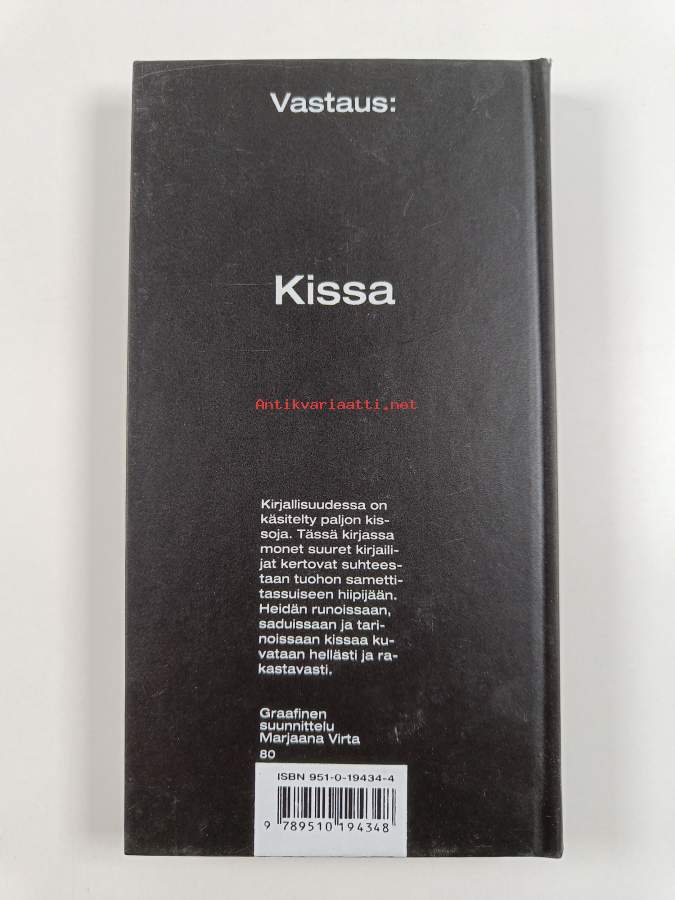 Vastaus:
Kissa
Antikvariaatti.net
Kirjallisuudessa on
käsitelty paljon kis-
soja. Tässä kirjassa
monet suuret kirjaili-
jat kertovat suhtees-
taan tuohon sametti-
tassuiseen hiipijään.
Heidän runoissaan,
saduissaan ja tari-
noissaan kissaa ku-
vataan hellästi ja ra-
kastavasti.
Graafinen
suunnittelu
Marjaana Virta
80
ISBN 951-0-19434-4
9 789510 194348